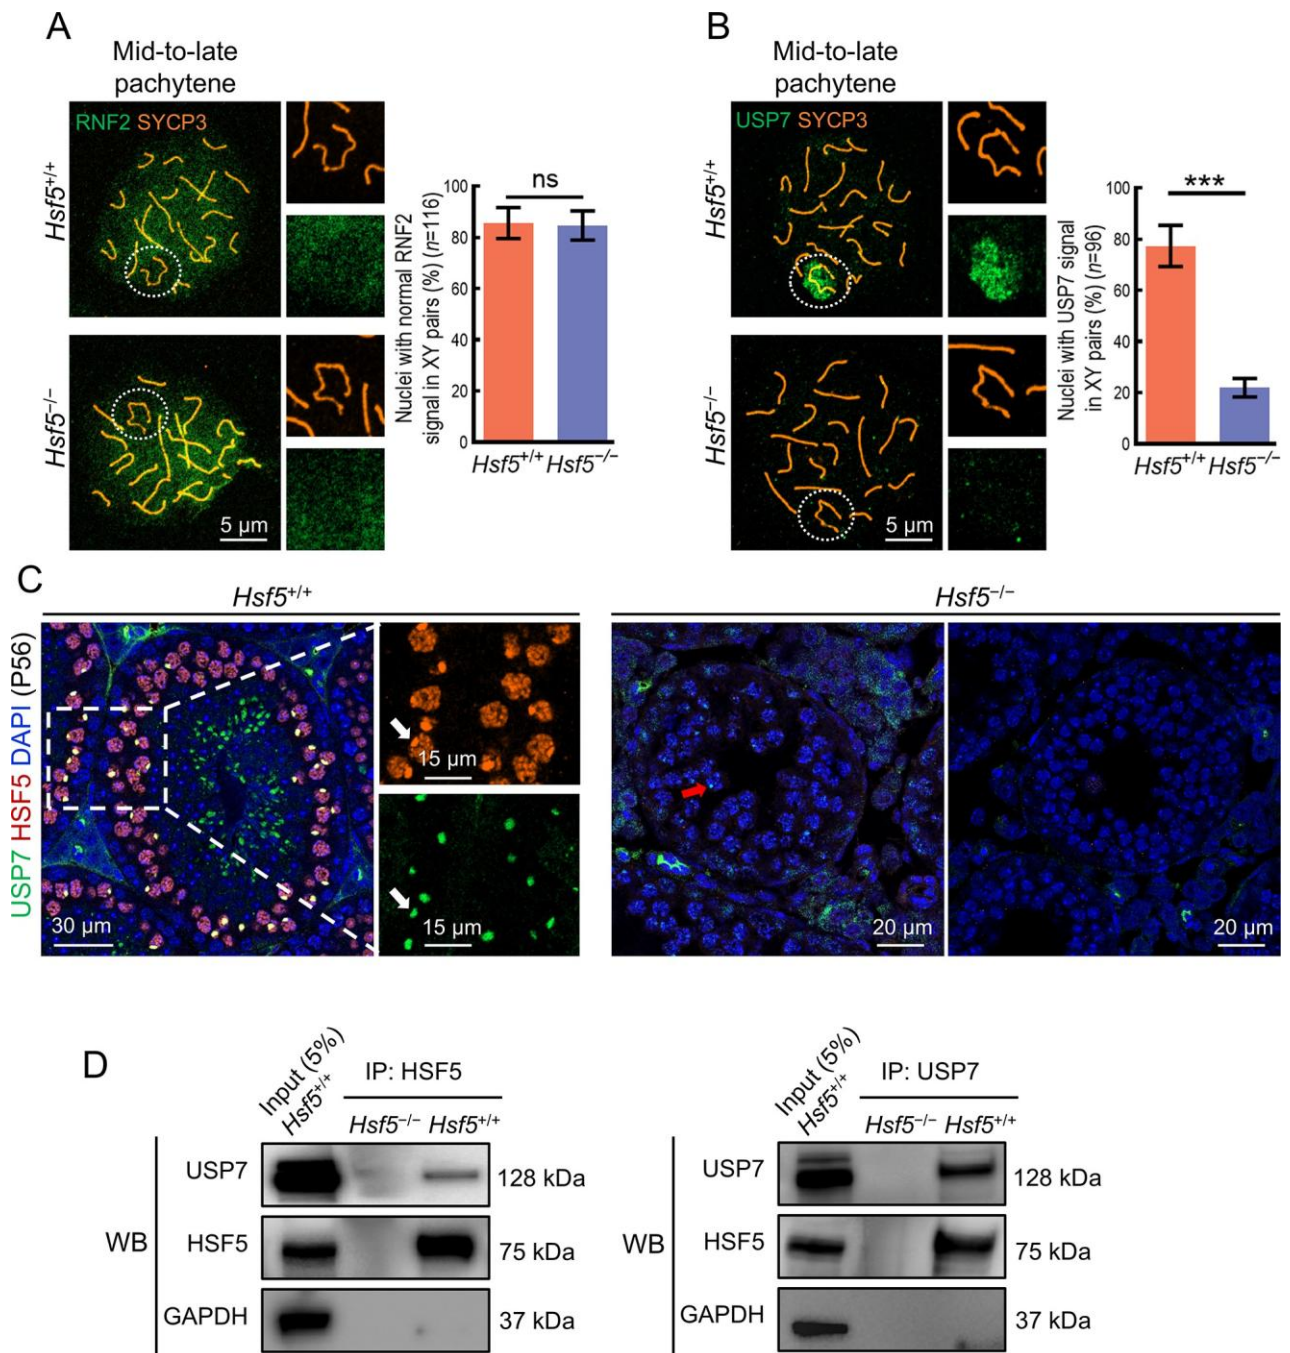 A
Mid-to-late
pachytene
RNF2 SYCP3
Hsf5+/+
Hsf5−/−
5 µm
Nuclei with normal RNF2
signal in XY pairs (%) (n=116)
100
80
60
40
20
0
ns
Hsf5+/+ Hsf5−/−
B
Mid-to-late
pachytene
USP7 SYCP3
Hsf5+/+
Hsf5−/−
5 µm
Nuclei with USP7 signal
in XY pairs (%) (n=96)
100
80
60
40
20
0
***
Hsf5+/+ Hsf5−/−
C
Hsf5+/+
Hsf5−/−
USP7 HSF5 DAPI (P56)
30 µm
15 µm
15 µm
20 µm
20 µm
D
Input (5%)
Hsf5+/+
IP: HSF5
Hsf5−/− Hsf5+/+
WB
USP7
128 kDa
HSF5
75 kDa
GAPDH
37 kDa
Input (5%)
Hsf5+/+
IP: USP7
Hsf5−/− Hsf5+/+
WB
USP7
128 kDa
HSF5
75 kDa
GAPDH
37 kDa